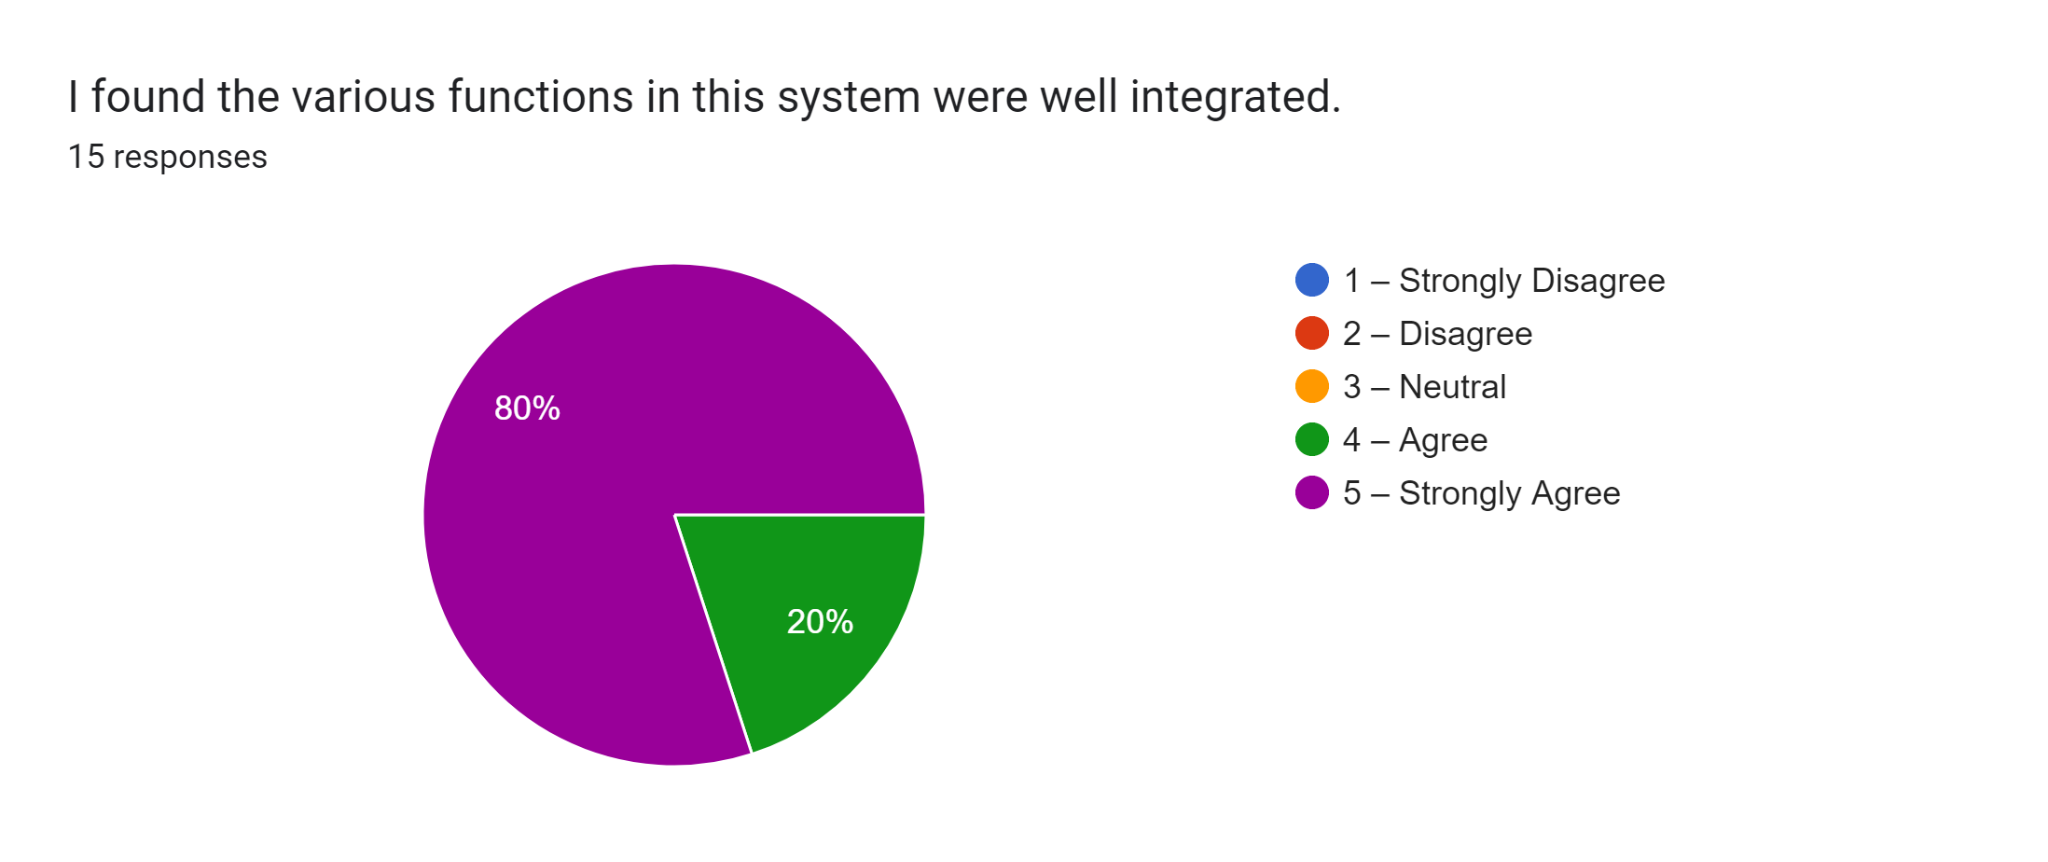 I found the various functions in this system were well integrated.
15 responses
1 – Strongly Disagree
2 – Disagree
3 – Neutral
4 – Agree
5 – Strongly Agree
80%
20%